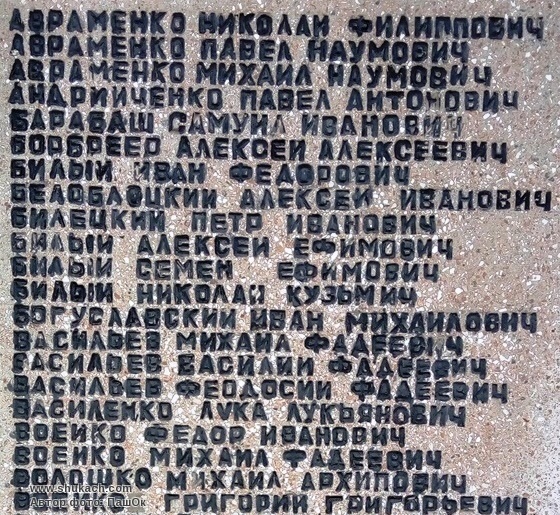 АВРАМЕНКО НИКОЛАЙ ФИЛИППОВИЧ
АВРАМЕНКО ПАВЕЛ НАУМОВИЧ
АВРАМЕНКО МИХАИЛ НАУМОВИЧ
АНДРИИЧЕНКО ПАВЕЛ АНТОНОВИЧ
БАРАБАШ САМУИЛ ИВАНОВИЧ
БОРБРЕЕР АЛЕКСЕЙ АЛЕКСЕЕВИЧ
БИЛЫЙ ИВАН ФЕДОРОВИЧ
БЕЛОБЛОЦКИЙ АЛЕКСЕЙ ИВАНОВИЧ
БИЛЕЦКИЙ ПЕТР ИВАНОВИЧ
БИЛЫЙ АЛЕКСЕЙ ЕФИМОВИЧ
БИЛЫЙ СЕМЕН ЕФИМОВИЧ
БИЛЫЙ НИКОЛАЙ КУЗЬМИЧ
БОГУСЛАВСКИЙ ИВАН МИХАЙЛОВИЧ
ВАСИЛЬЕВ МИХАИЛ ФАДЕЕВИЧ
ВАСИЛЬЕВ ВАСИЛИЙ ФАДЕЕВИЧ
ВАСИЛЬЕВ ФЕОДОСИЙ ФАДЕЕВИЧ
ВАСИЛЕНКО ЛУКА ЛУКЬЯНОВИЧ
ВОЕЙКО ФЕДОР ИВАНОВИЧ
ВОЕЙКО МИХАИЛ ФАДЕЕВИЧ
ВОЛОШКО МИХАИЛ АРХИПОВИЧ
ГРИГОРИЙ ГРИГОРЬЕВИЧ
www.shukach.com
Автор фото: ПашОк